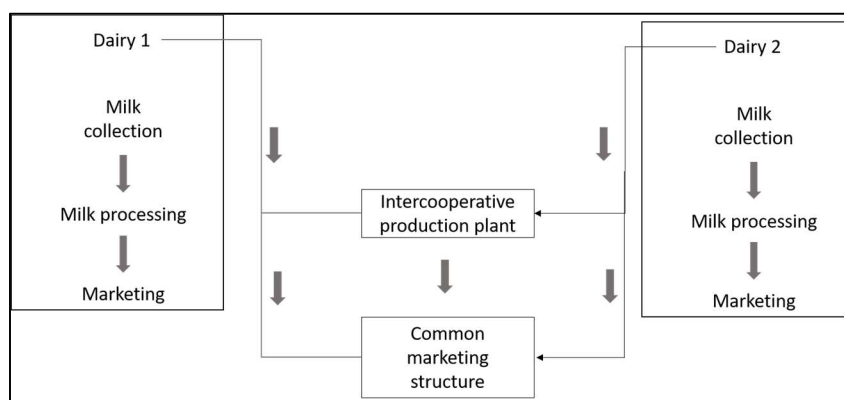 Dairy 1
Milk
collection
Milk processing
Marketing
Intercooperative
production plant
Common
marketing
structure
Dairy 2
Milk
collection
Milk processing
Marketing